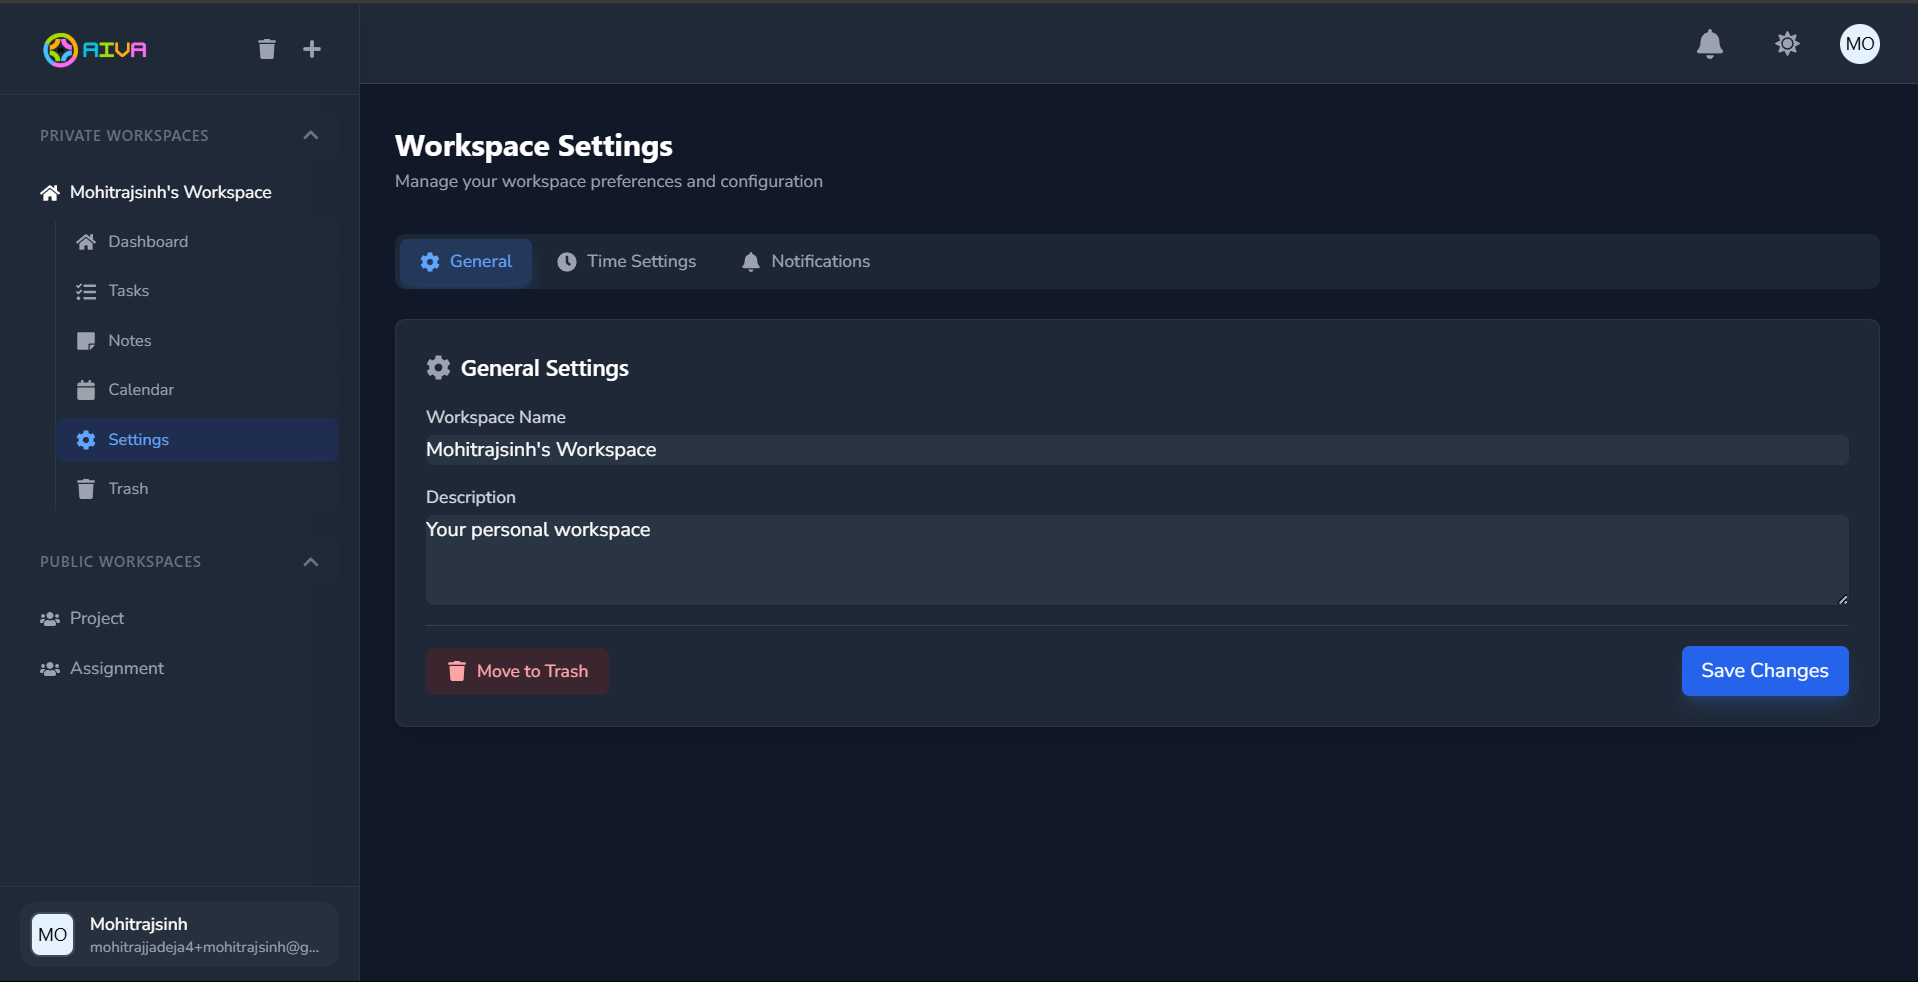 AIVA
MO
PRIVATE WORKSPACES
Mohitrajsinh's Workspace
Dashboard
Tasks
Notes
Calendar
Settings
Trash
PUBLIC WORKSPACES
Project
Assignment
MO
Mohitrajsinh
mohitrajjadeja4+mohitrajsinh@g...
Workspace Settings
Manage your workspace preferences and configuration
General
Time Settings
Notifications
General Settings
Workspace Name
Mohitrajsinh's Workspace
Description
Your personal workspace
Move to Trash
Save Changes